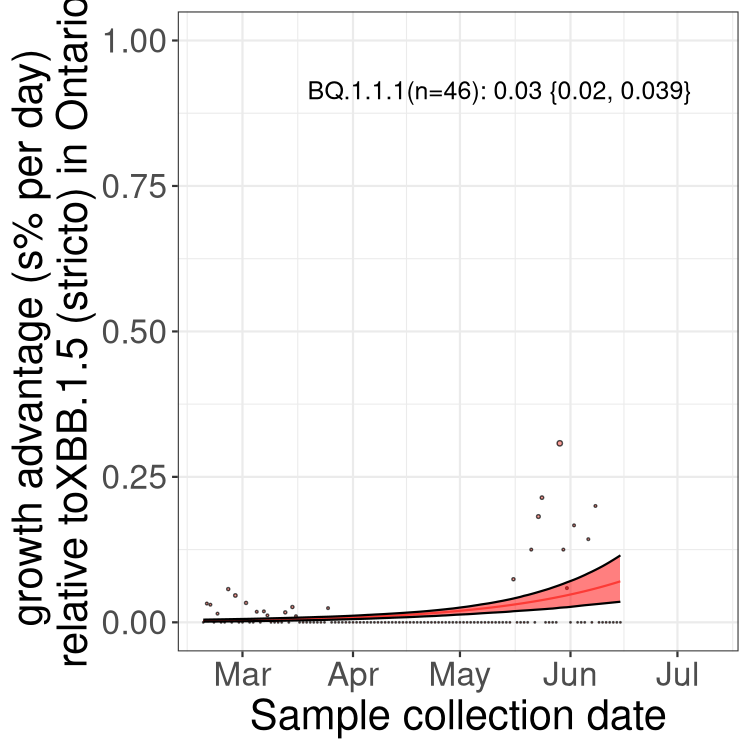 growth advantage (s% per day)
relative toXBB.1.5 (stricto) in Ontario
1.00
0.75
0.50
0.25
0.00
BQ.1.1.1(n=46): 0.03 {0.02, 0.039}
Mar Apr May Jun Jul
Sample collection date